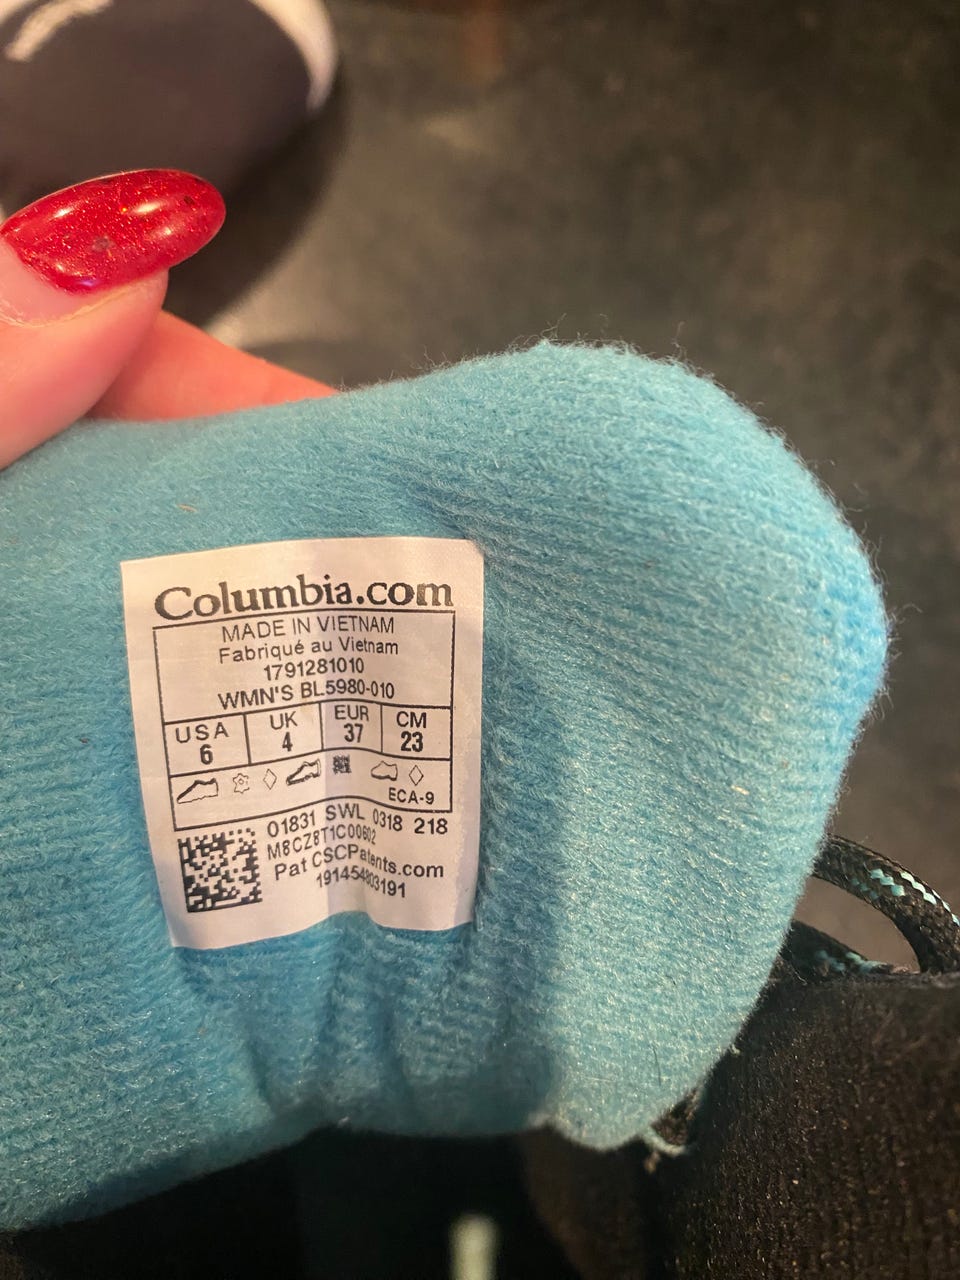 Columbia.com
MADE IN VIETNAM
Fabriqué au Vietnam
1791281010
WMN'S BL5980-010
USA UK EUR CM
6 4 37 23
ECA-9
01831 SWL 0318 218
M8CZ8T1C00602
Pat CSCPatents.com
191454803191